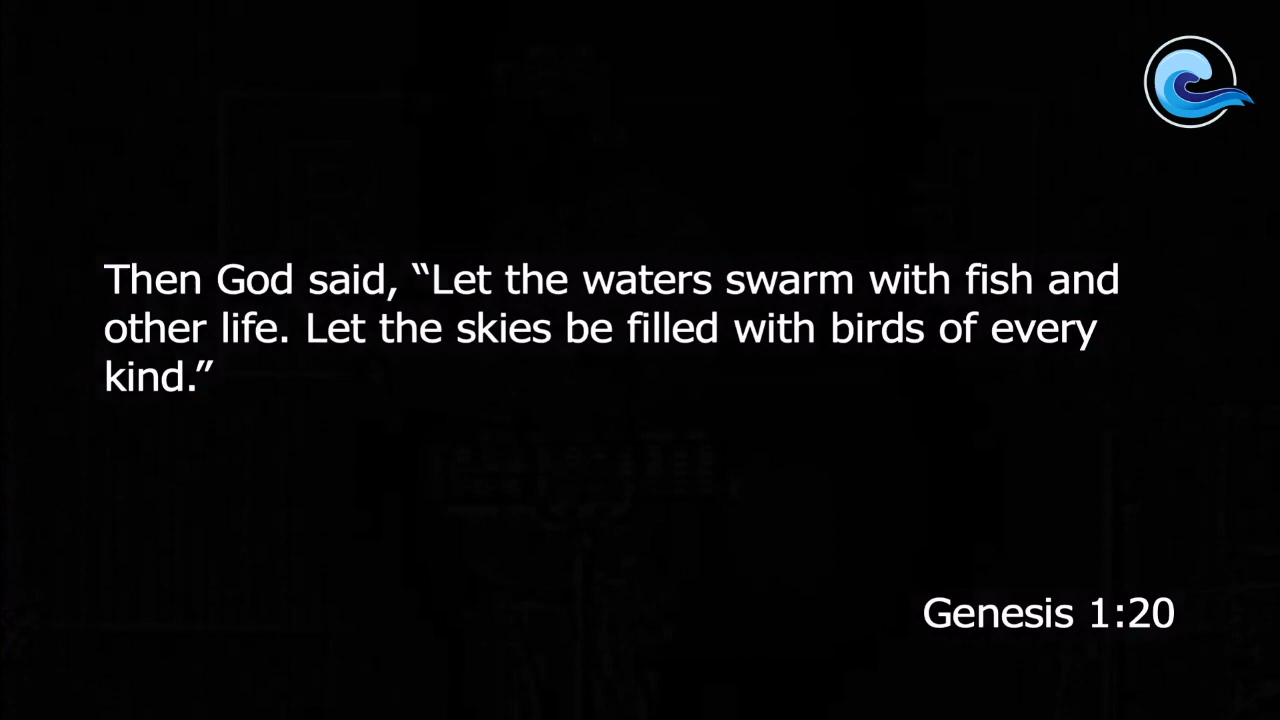 Then God said, “Let the waters swarm with fish and
other life. Let the skies be filled with birds of every
kind.”
Genesis 1:20